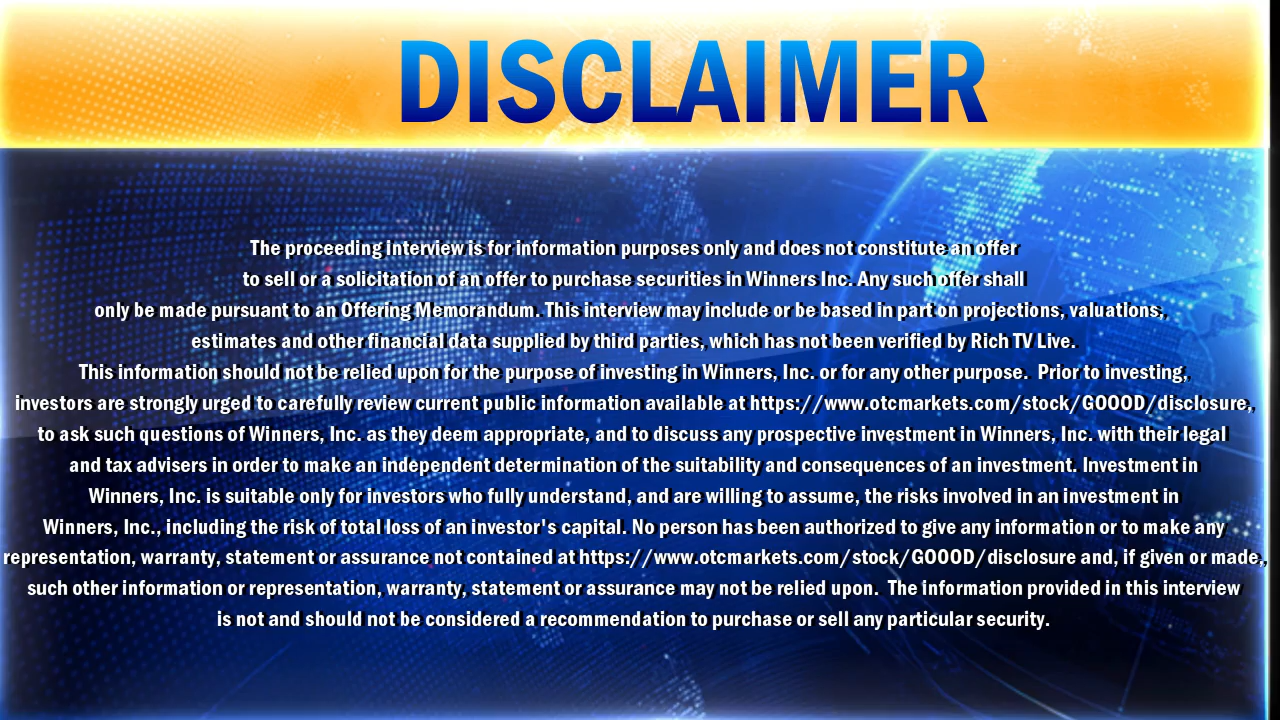 DISCLAIMER
The proceeding interview is for information purposes only and does not constitute an offer
to sell or a solicitation of an offer to purchase securities in Winners Inc. Any such offer shall
only be made pursuant to an Offering Memorandum. This interview may include or be based in part on projections, valuations,
estimates and other financial data supplied by third parties, which has not been verified by Rich TV Live.
This information should not be relied upon for the purpose of investing in Winners, Inc. or for any other purpose.  Prior to investing,
investors are strongly urged to carefully review current public information available at https://www.otcmarkets.com/stock/GOOOD/disclosure,
to ask such questions of Winners, Inc. as they deem appropriate, and to discuss any prospective investment in Winners, Inc. with their legal
and tax advisers in order to make an independent determination of the suitability and consequences of an investment. Investment in
Winners, Inc. is suitable only for investors who fully understand, and are willing to assume, the risks involved in an investment in
Winners, Inc., including the risk of total loss of an investor's capital. No person has been authorized to give any information or to make any
representation, warranty, statement or assurance not contained at https://www.otcmarkets.com/stock/GOOOD/disclosure and, if given or made,
such other information or representation, warranty, statement or assurance may not be relied upon.  The information provided in this interview
is not and should not be considered a recommendation to purchase or sell any particular security.